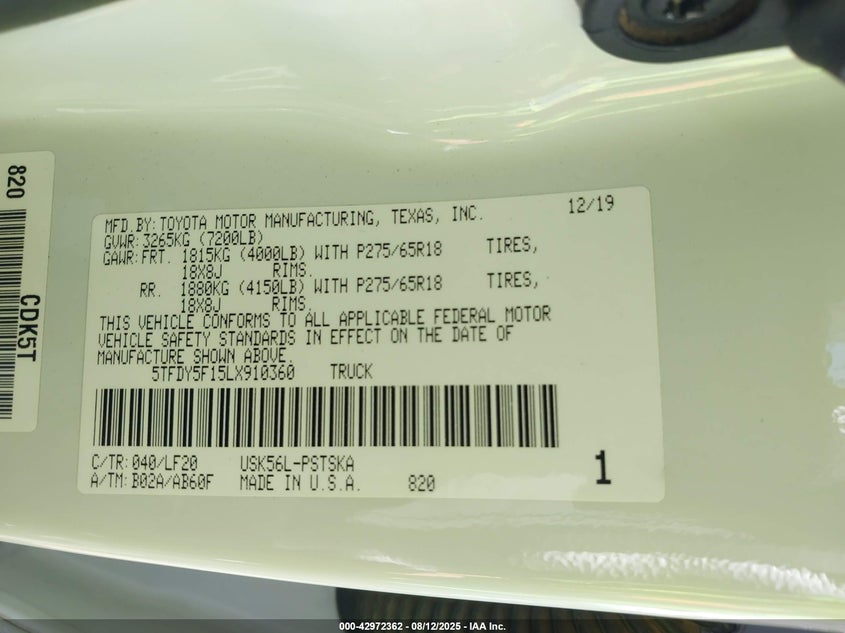 820
CDK5T
MFD.BY:TOYOTA MOTOR MANUFACTURING, TEXAS, INC. 12/19
GVWR:3265KG (7200LB)
GAWR:FRT. 1815KG (4000LB) WITH P275/65R18 TIRES,
18X8J RIMS.
RR. 1880KG (4150LB) WITH P275/65R18 TIRES,
18X8J RIMS.
THIS VEHICLE CONFORMS TO ALL APPLICABLE FEDERAL MOTOR
VEHICLE SAFETY STANDARDS IN EFFECT ON THE DATE OF
MANUFACTURE SHOWN ABOVE.
5TFDY5F15LX910360 TRUCK
C/TR:040/LF20 USK56L-PSTSKA
A/TM:B02A/AB60F MADE IN U.S.A. 820
1
000-42972362 - 08/12/2025 - IAA Inc.